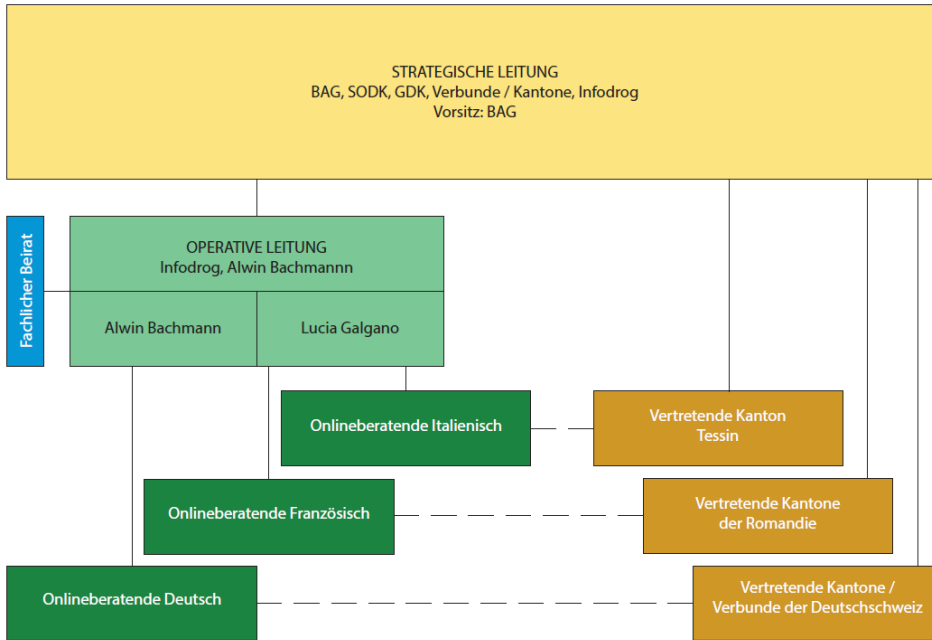 STRATEGISCHE LEITUNG
BAG, SODK, GDK, Verbunde / Kantone, Infodrog
Vorsitz: BAG
Fachlicher Beirat
OPERATIVE LEITUNG
Infodrog, Alwin Bachmannn
Alwin Bachmann
Lucia Galgano
Onlineberatende Italienisch
Vertretende Kanton
Tessin
Onlineberatende Französisch
Vertretende Kantone
der Romandie
Onlineberatende Deutsch
Vertretende Kantone /
Verbunde der Deutschschweiz